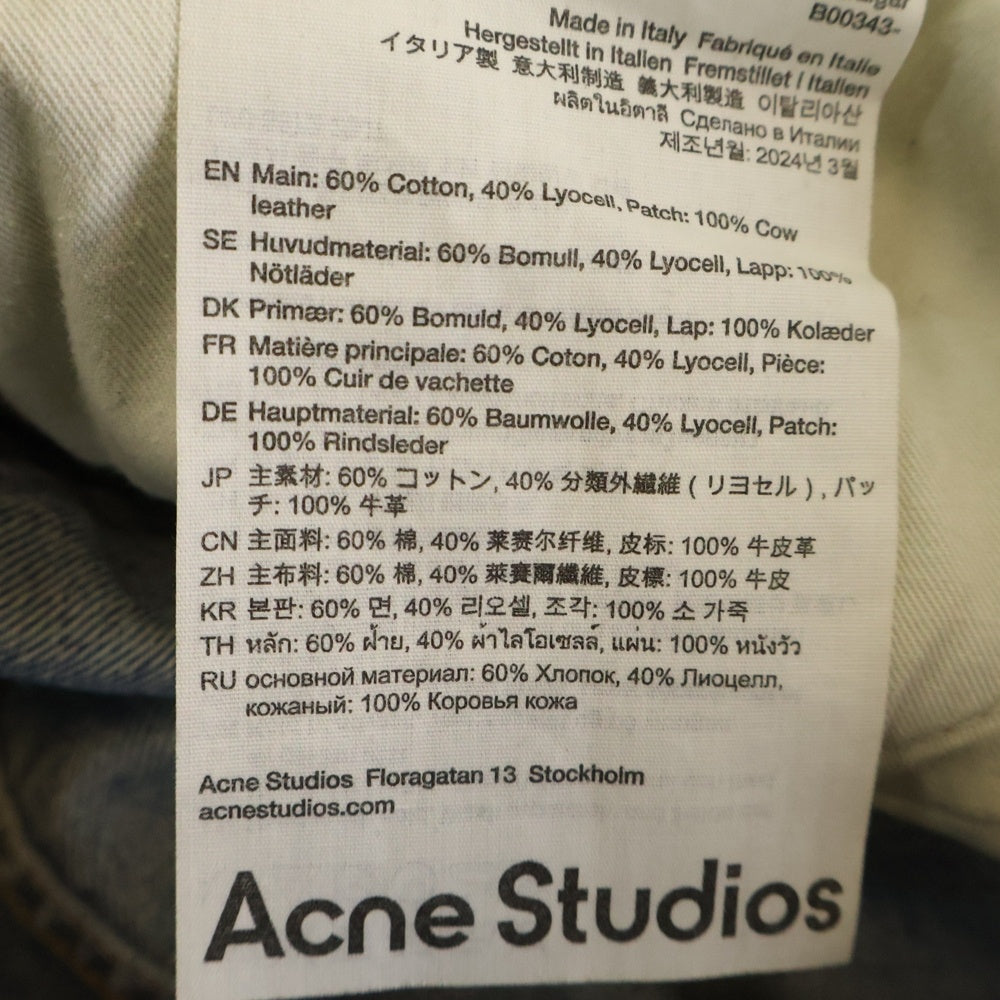 B00343-
Made in Italy Fabriqué en Italie
Hergestellt in Italien Fremstillet i Italien
イタリア製 意大利制造 義大利製造 이탈리아산
ผลิตในอิตาลี Сделано в Италии
제조년월: 2024년 3월
EN Main: 60% Cotton, 40% Lyocell, Patch: 100% Cow
leather
SE Huvudmaterial: 60% Bomull, 40% Lyocell, Lapp: 100%
Nötläder
DK Primær: 60% Bomuld, 40% Lyocell, Lap: 100% Kolæder
FR Matière principale: 60% Coton, 40% Lyocell, Pièce:
100% Cuir de vachette
DE Hauptmaterial: 60% Baumwolle, 40% Lyocell, Patch:
100% Rindsleder
JP 主素材: 60% コットン, 40% 分類外繊維 ( リヨセル ) , パッ
チ: 100% 牛革
CN 主面料: 60% 棉, 40% 莱赛尔纤维, 皮标: 100% 牛皮革
ZH 主布料: 60% 棉, 40% 萊賽爾纖維, 皮標: 100% 牛皮
KR 본판: 60% 면, 40% 리오셀, 조각: 100% 소 가죽
TH หลัก: 60% ฝ้าย, 40% ผ้าไลโอเซลล์, แผ่น: 100% หนังวัว
RU основной материал: 60% Хлопок, 40% Лиоцелл,
кожаный: 100% Коровья кожа
Acne Studios Floragatan 13 Stockholm
acnestudios.com
Acne Studios